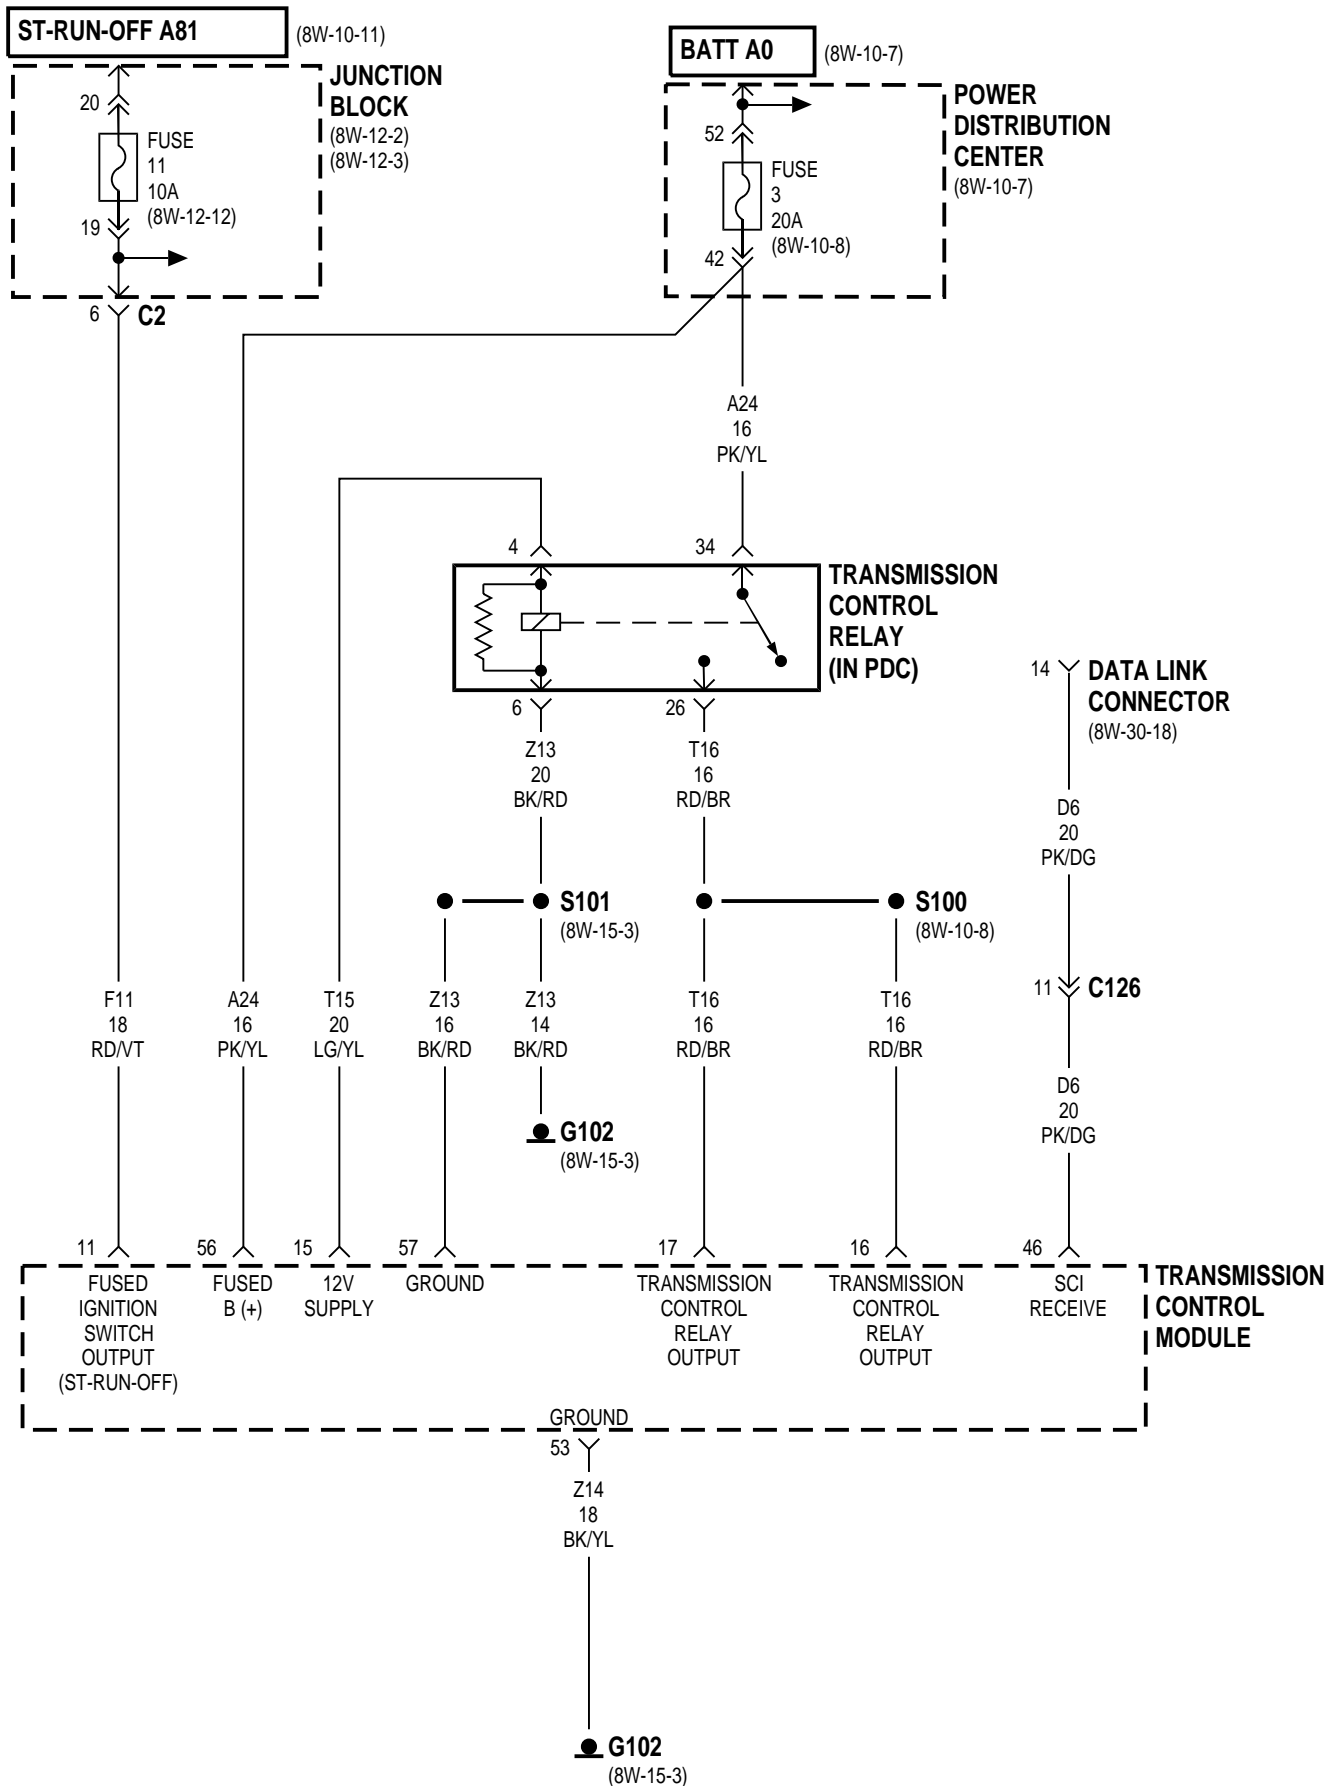 ST-RUN-OFF A81
(8W-10-11)
BATT A0
(8W-10-7)
JUNCTION
BLOCK
(8W-12-2)
(8W-12-3)
20
FUSE
11
10A
(8W-12-12)
19
6
C2
POWER
DISTRIBUTION
CENTER
(8W-10-7)
52
FUSE
3
20A
(8W-10-8)
42
A24
16
PK/YL
4
34
TRANSMISSION
CONTROL
RELAY
(IN PDC)
6
26
Z13
20
BK/RD
T16
16
RD/BR
14
DATA LINK
CONNECTOR
(8W-30-18)
D6
20
PK/DG
S101
(8W-15-3)
S100
(8W-10-8)
11
C126
F11
18
RD/VT
A24
16
PK/YL
T15
20
LG/YL
Z13
16
BK/RD
Z13
14
BK/RD
T16
16
RD/BR
T16
16
RD/BR
D6
20
PK/DG
G102
(8W-15-3)
11
56
15
57
17
16
46
FUSED
IGNITION
SWITCH
OUTPUT
(ST-RUN-OFF)
FUSED
B (+)
12V
SUPPLY
GROUND
TRANSMISSION
CONTROL
RELAY
OUTPUT
TRANSMISSION
CONTROL
RELAY
OUTPUT
SCI
RECEIVE
TRANSMISSION
CONTROL
MODULE
GROUND
53
Z14
18
BK/YL
G102
(8W-15-3)